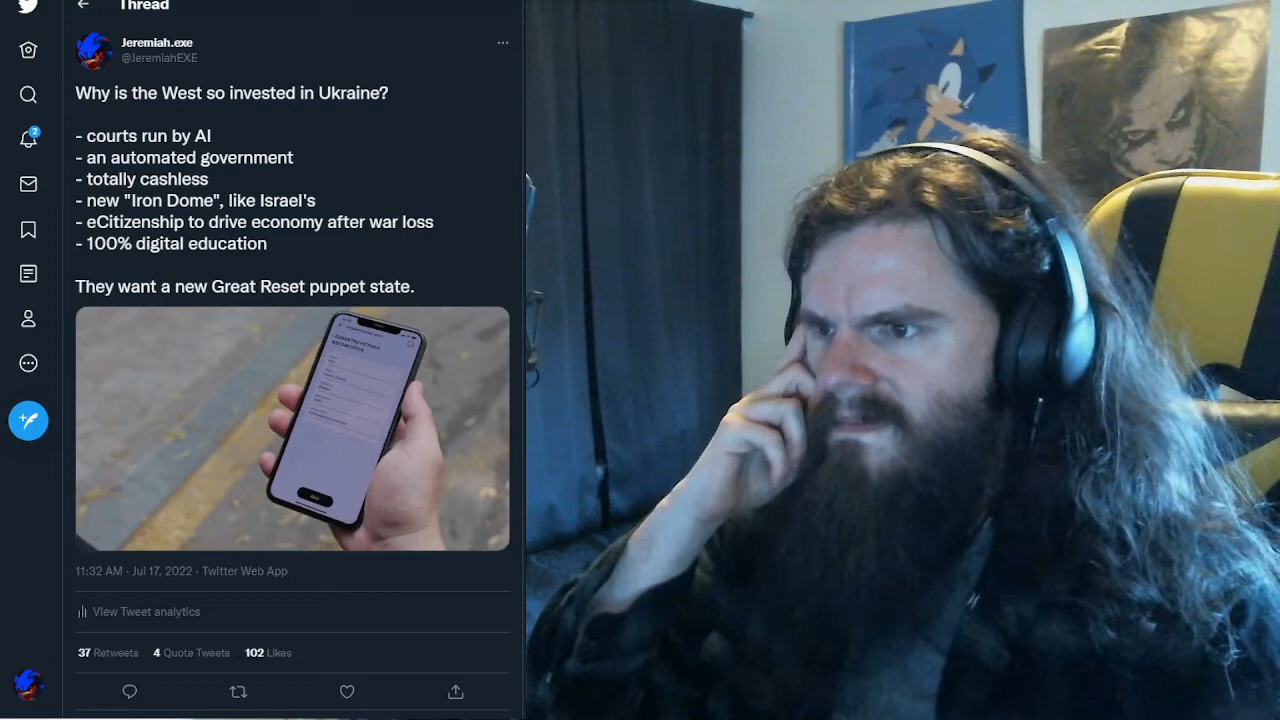 Thread
Jeremiah.exe
@JeremiahEXE
2
Why is the West so invested in Ukraine?
- courts run by AI
- an automated government
- totally cashless
- new "Iron Dome", like Israel's
- eCitizenship to drive economy after war loss
- 100% digital education
They want a new Great Reset puppet state.
11:32 AM · Jul 17, 2022 · Twitter Web App
View Tweet analytics
37 Retweets 4 Quote Tweets 102 Likes